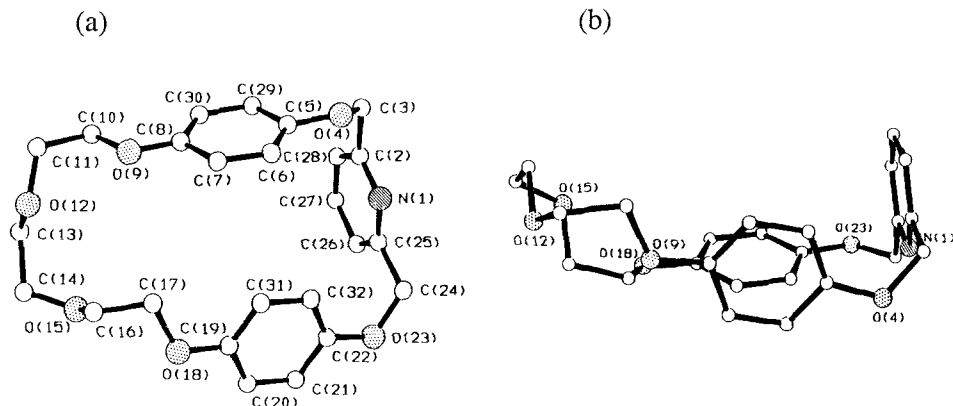 (a)
(b)
C(30)
C(29)
C(5)
C(3)
C(10)
C(8)
O(4)
C(11)
O(9)
C(7)
C(6)
C(28)
C(2)
O(12)
C(27)
N(1)
C(13)
C(26)
C(25)
C(14)
C(17)
C(31)
C(32)
C(24)
O(15)
C(16)
C(19)
O(18)
C(22)
O(23)
C(20)
C(21)
O(15)
O(12)
O(18)
O(9)
O(23)
N(1)
O(4)